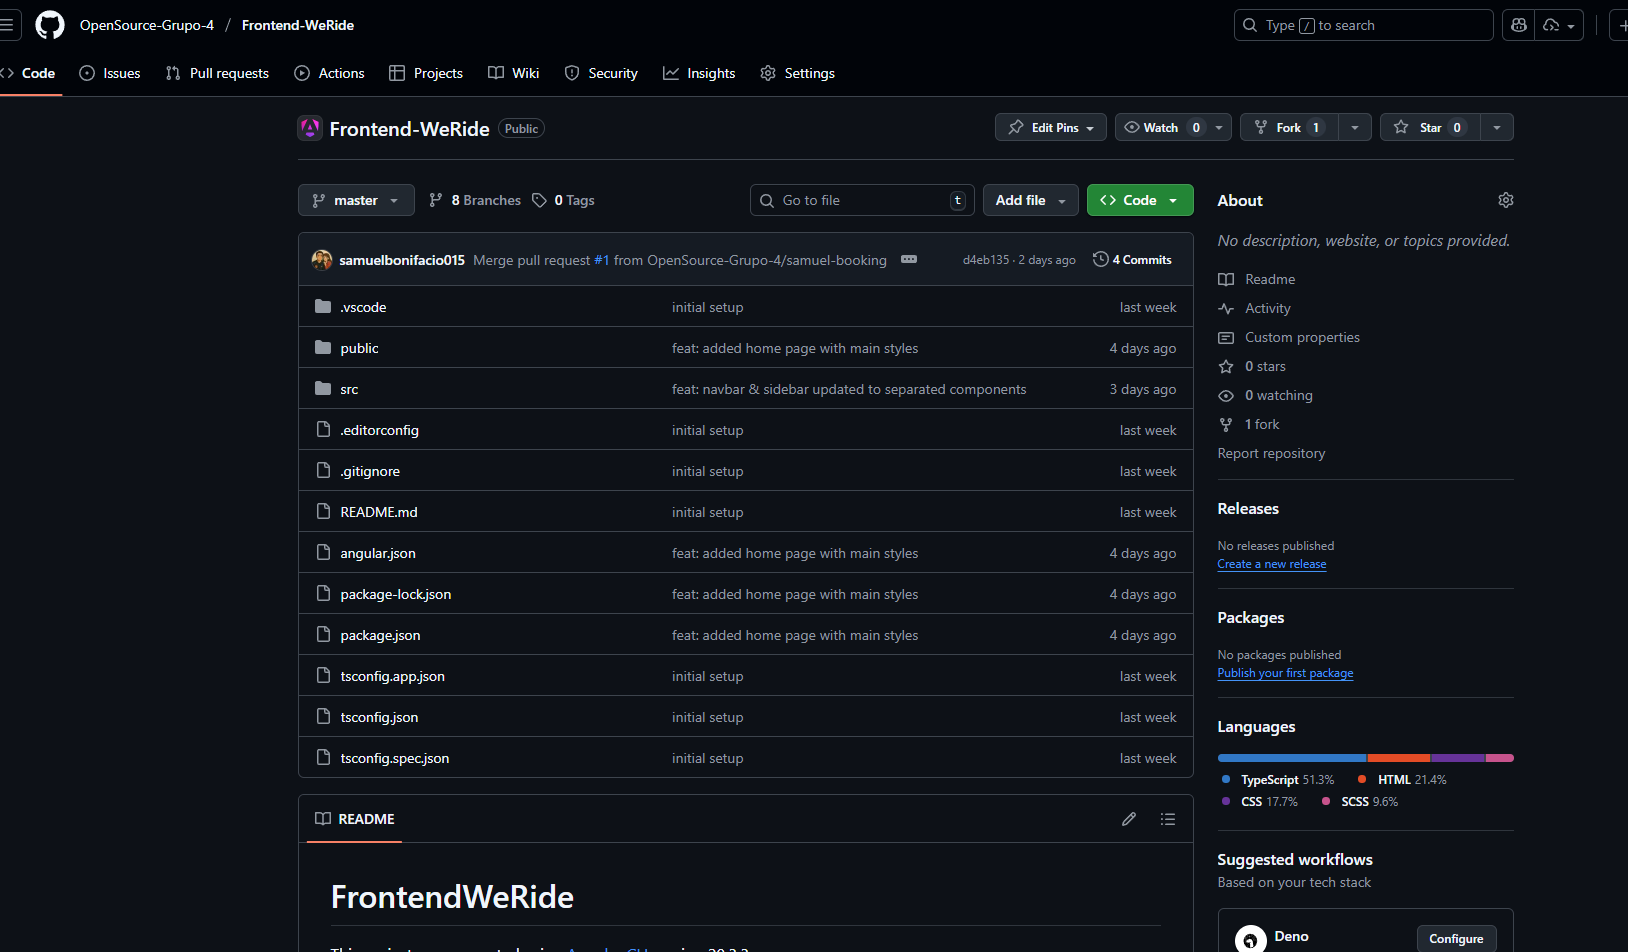 OpenSource-Grupo-4 / Frontend-WeRide
Type / to search
Code Issues Pull requests Actions Projects Wiki Security Insights Settings
Frontend-WeRide Public
Edit Pins Watch 0 Fork 1 Star 0
master 8 Branches 0 Tags
Go to file t Add file Code
samuelbonifacio015 Merge pull request #1 from OpenSource-Grupo-4/samuel-booking d4eb135 · 2 days ago 4 Commits
.vscode initial setup last week
public feat: added home page with main styles 4 days ago
src feat: navbar & sidebar updated to separated components 3 days ago
.editorconfig initial setup last week
.gitignore initial setup last week
README.md initial setup last week
angular.json feat: added home page with main styles 4 days ago
package-lock.json feat: added home page with main styles 4 days ago
package.json feat: added home page with main styles 4 days ago
tsconfig.app.json initial setup last week
tsconfig.json initial setup last week
tsconfig.spec.json initial setup last week
README
FrontendWeRide
About
No description, website, or topics provided.
Readme
Activity
Custom properties
0 stars
0 watching
1 fork
Report repository
Releases
No releases published
Create a new release
Packages
No packages published
Publish your first package
Languages
TypeScript 51.3% HTML 21.4%
CSS 17.7% SCSS 9.6%
Suggested workflows
Based on your tech stack
Deno Configure